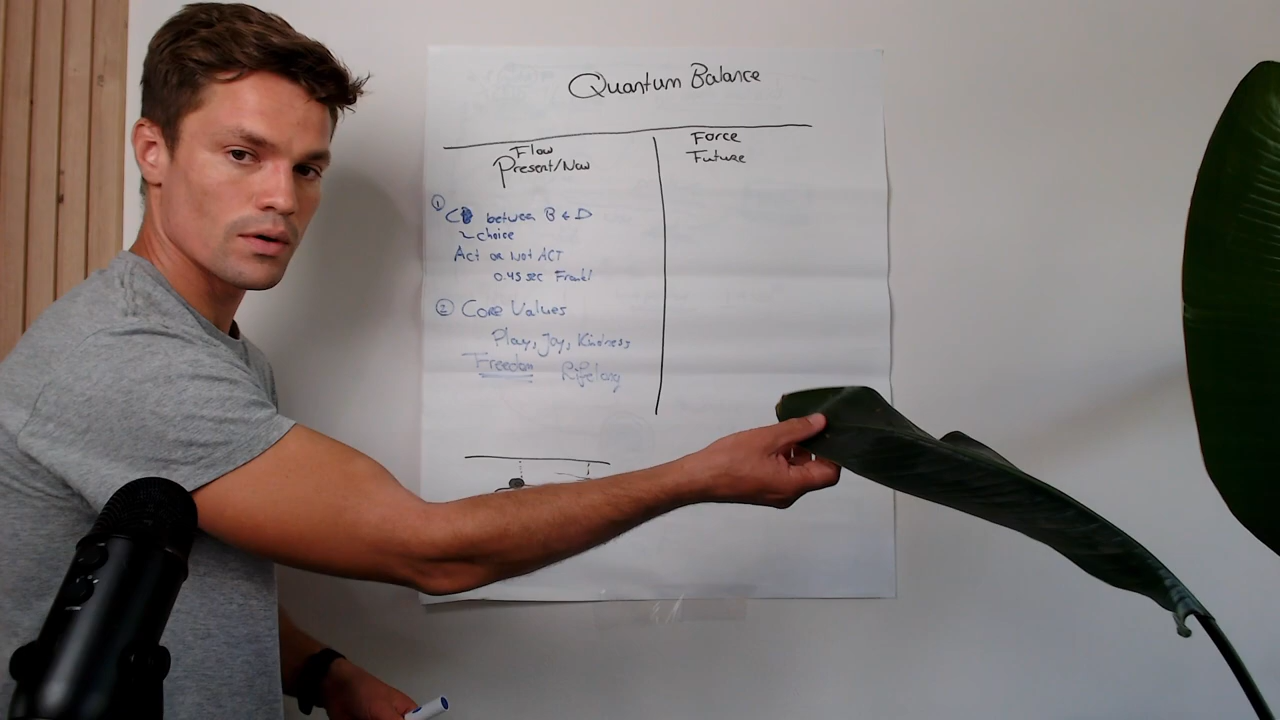 Quantum Balance
Flow
Present/Now
Force
Future
① C between B & D
~ choice
Act or Not ACT
0.45 sec Frankl
② Core Values
Play, Joy, Kindness
Freedom